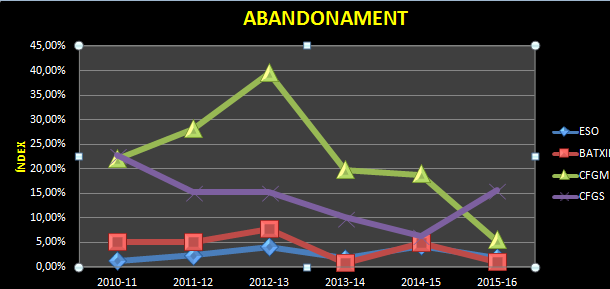 ABANDONAMENT
45,00%
40,00%
35,00%
30,00%
25,00%
20,00%
15,00%
10,00%
5,00%
0,00%
ÍNDEX
2010-11 2011-12 2012-13 2013-14 2014-15 2015-16
ESO
BATXI
CFGM
CFGS